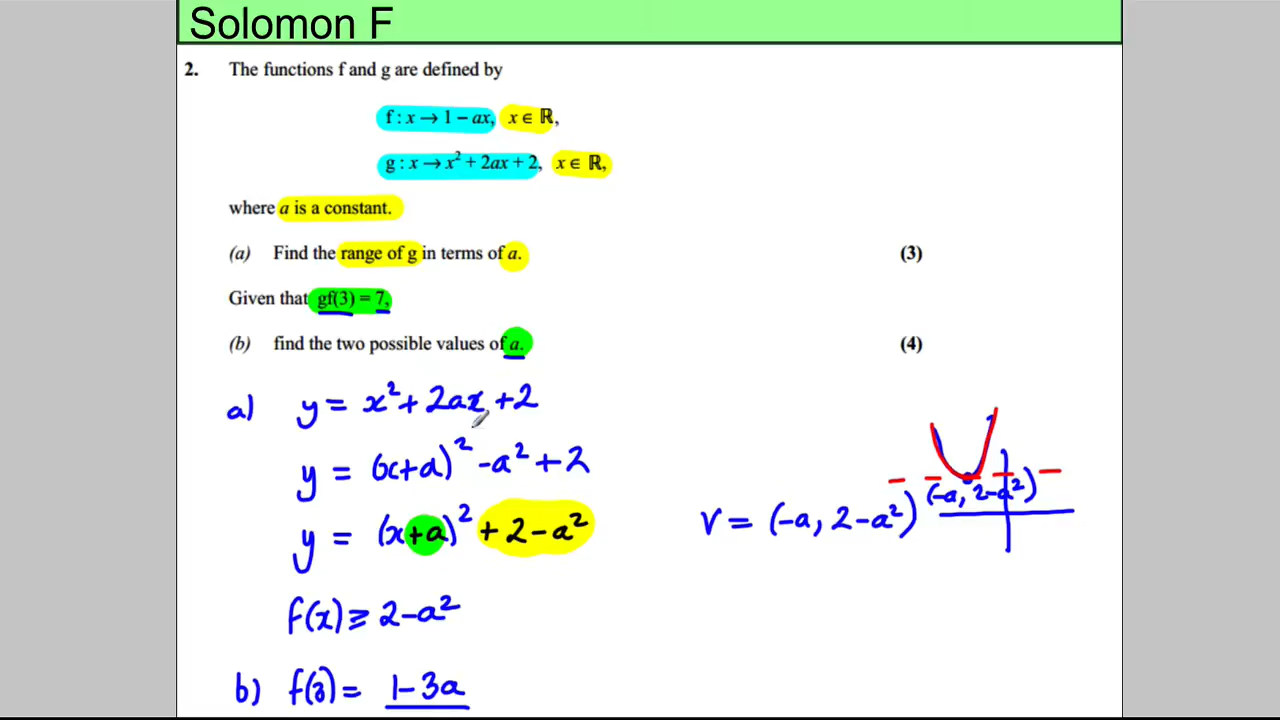 Solomon F
2. The functions f and g are defined by
f : x → 1 – ax, x ∈ ℝ,
g : x → x² + 2ax + 2, x ∈ ℝ,
where a is a constant.
(a) Find the range of g in terms of a. (3)
Given that gf(3) = 7,
(b) find the two possible values of a. (4)
a) y = x² + 2ax + 2
y = (x+a)² - a² + 2
y = (x+a)² + 2 - a²
V = (-a, 2-a²)
(-a, 2-a²)
f(x) ≥ 2-a²
b) f(3) = 1-3a